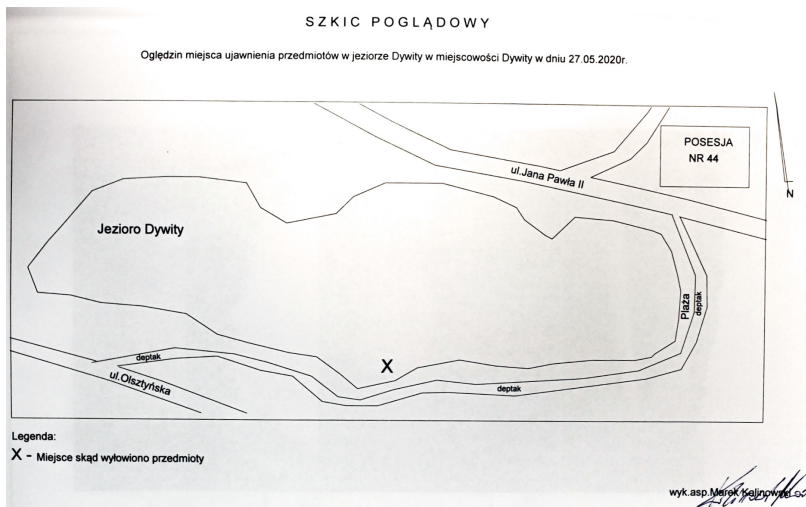 SZKIC POGLĄDOWY
Oględzin miejsca ujawnienia przedmiotów w jeziorze Dywity w miejscowości Dywity w dniu 27.05.2020r.
POSESJA
NR 44
ul.Jana Pawła II
N
Jezioro Dywity
Plaża
deptak
deptak
X
ul.Olsztyńska
deptak
Legenda:
X - Miejsce skąd wyłowiono przedmioty
wyk.asp.Marek Kalinowski